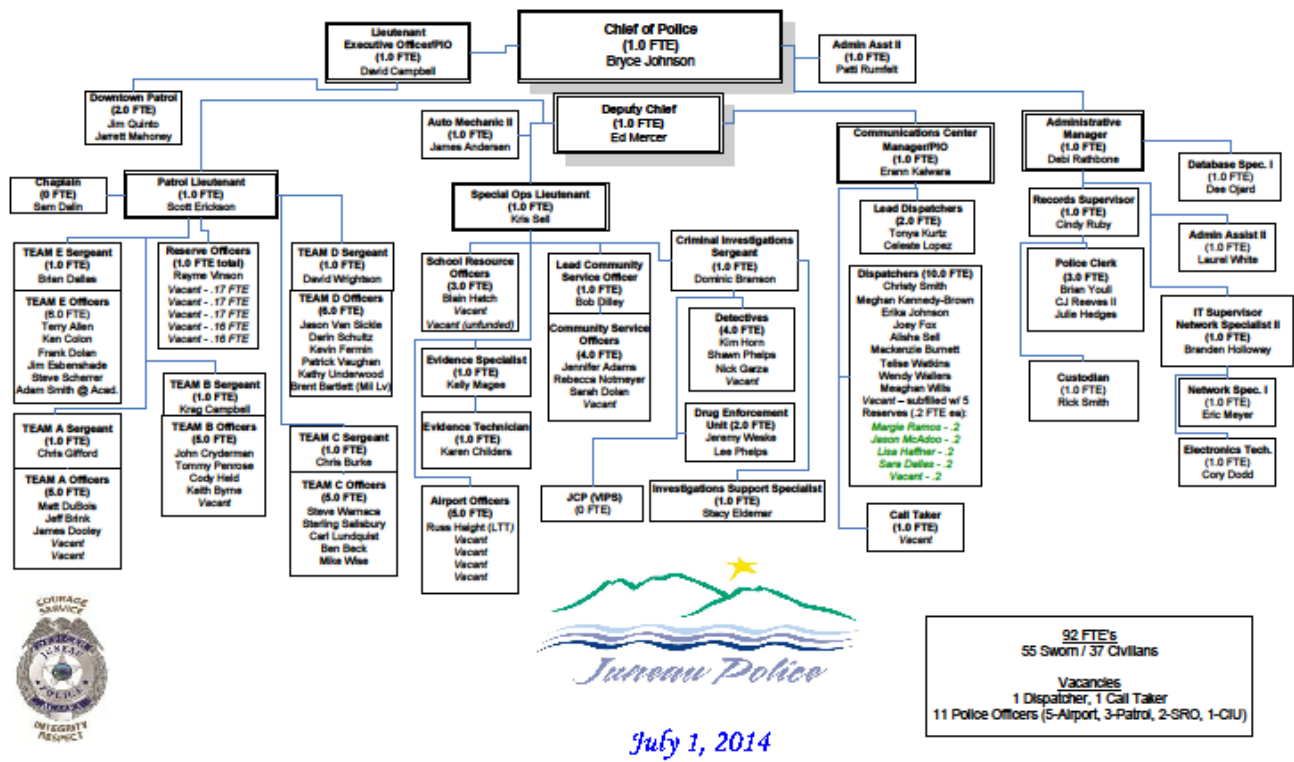 Chief of Police
(1.0 FTE)
Bryce Johnson
Lieutenant
Executive Officer/PIO
(1.0 FTE)
David Campbell
Admin Asst II
(1.0 FTE)
Patti Rumfelt
Downtown Patrol
(2.0 FTE)
Jim Quinto
Jarrett Mahoney
Auto Mechanic II
(1.0 FTE)
James Andersen
Deputy Chief
(1.0 FTE)
Ed Mercer
Communications Center
Manager/PIO
(1.0 FTE)
Erann Kalwara
Administrative
Manager
(1.0 FTE)
Debi Rathbone
Database Spec. I
(1.0 FTE)
Dee Ojard
Chaplain
(0 FTE)
Sam Dalin
Patrol Lieutenant
(1.0 FTE)
Scott Erickson
Special Ops Lieutenant
(1.0 FTE)
Kris Sell
Lead Dispatchers
(2.0 FTE)
Tonya Kurtz
Celeste Lopez
Records Supervisor
(1.0 FTE)
Cindy Ruby
Admin Assist II
(1.0 FTE)
Laurel White
TEAM E Sergeant
(1.0 FTE)
Brian Dallas
TEAM E Officers
(6.0 FTE)
Terry Allen
Ken Colon
Frank Dolan
Jim Esbenshade
Steve Scherrer
Adam Smith @ Acad.
Reserve Officers
(1.0 FTE total)
Rayme Vinson
Vacant - .17 FTE
Vacant - .17 FTE
Vacant - .17 FTE
Vacant - .16 FTE
Vacant - .16 FTE
TEAM D Sergeant
(1.0 FTE)
David Wrightson
TEAM D Officers
(6.0 FTE)
Jason Van Sickle
Darin Schultz
Kevin Fermin
Patrick Vaughan
Kathy Underwood
Brent Bartlett (Mil Lv)
School Resource
Officers
(3.0 FTE)
Blain Hatch
Vacant
Vacant (unfunded)
Lead Community
Service Officer
(1.0 FTE)
Bob Dilley
Community Service
Officers
(4.0 FTE)
Jennifer Adams
Rebecca Notmeyer
Sarah Dolan
Vacant
Criminal Investigations
Sergeant
(1.0 FTE)
Dominic Branson
Detectives
(4.0 FTE)
Kim Horn
Shawn Phelps
Nick Garza
Vacant
Dispatchers (10.0 FTE)
Christy Smith
Meghan Kennedy-Brown
Erika Johnson
Joey Fox
Alisha Sell
Mackenzie Burnett
Telise Watkins
Wendy Wallers
Meaghan Wills
Vacant – subfilled w/ 5
Reserves (.2 FTE ea):
Margie Ramos - .2
Jason McAdoo - .2
Lisa Haffner - .2
Sara Dallas - .2
Vacant - .2
Police Clerk
(3.0 FTE)
Brian Youll
CJ Reeves II
Julie Hedges
IT Supervisor
Network Specialist II
(1.0 FTE)
Branden Holloway
Evidence Specialist
(1.0 FTE)
Kelly Magee
Custodian
(1.0 FTE)
Rick Smith
Network Spec. I
(1.0 FTE)
Eric Meyer
TEAM B Sergeant
(1.0 FTE)
Krag Campbell
TEAM B Officers
(5.0 FTE)
John Cryderman
Tommy Penrose
Cody Held
Keith Byrne
Vacant
TEAM A Sergeant
(1.0 FTE)
Chris Gifford
TEAM A Officers
(5.0 FTE)
Matt DuBois
Jeff Brink
James Dooley
Vacant
Vacant
TEAM C Sergeant
(1.0 FTE)
Chris Burke
TEAM C Officers
(5.0 FTE)
Steve Warnaca
Sterling Salisbury
Carl Lundquist
Ben Beck
Mike Wise
Evidence Technician
(1.0 FTE)
Karen Childers
Drug Enforcement
Unit (2.0 FTE)
Jeremy Weske
Lee Phelps
Electronics Tech.
(1.0 FTE)
Cory Dodd
Airport Officers
(5.0 FTE)
Russ Haight (LTT)
Vacant
Vacant
Vacant
Vacant
JCP (VIPS)
(0 FTE)
Investigations Support Specialist
(1.0 FTE)
Stacy Eldemar
Call Taker
(1.0 FTE)
Vacant
COURAGE
SERVICE
JUNEAU
POLICE
INTEGRITY
RESPECT
Juneau Police
July 1, 2014
92 FTE's
55 Sworn / 37 Civilians
Vacancies
1 Dispatcher, 1 Call Taker
11 Police Officers (5-Airport, 3-Patrol, 2-SRO, 1-CIU)